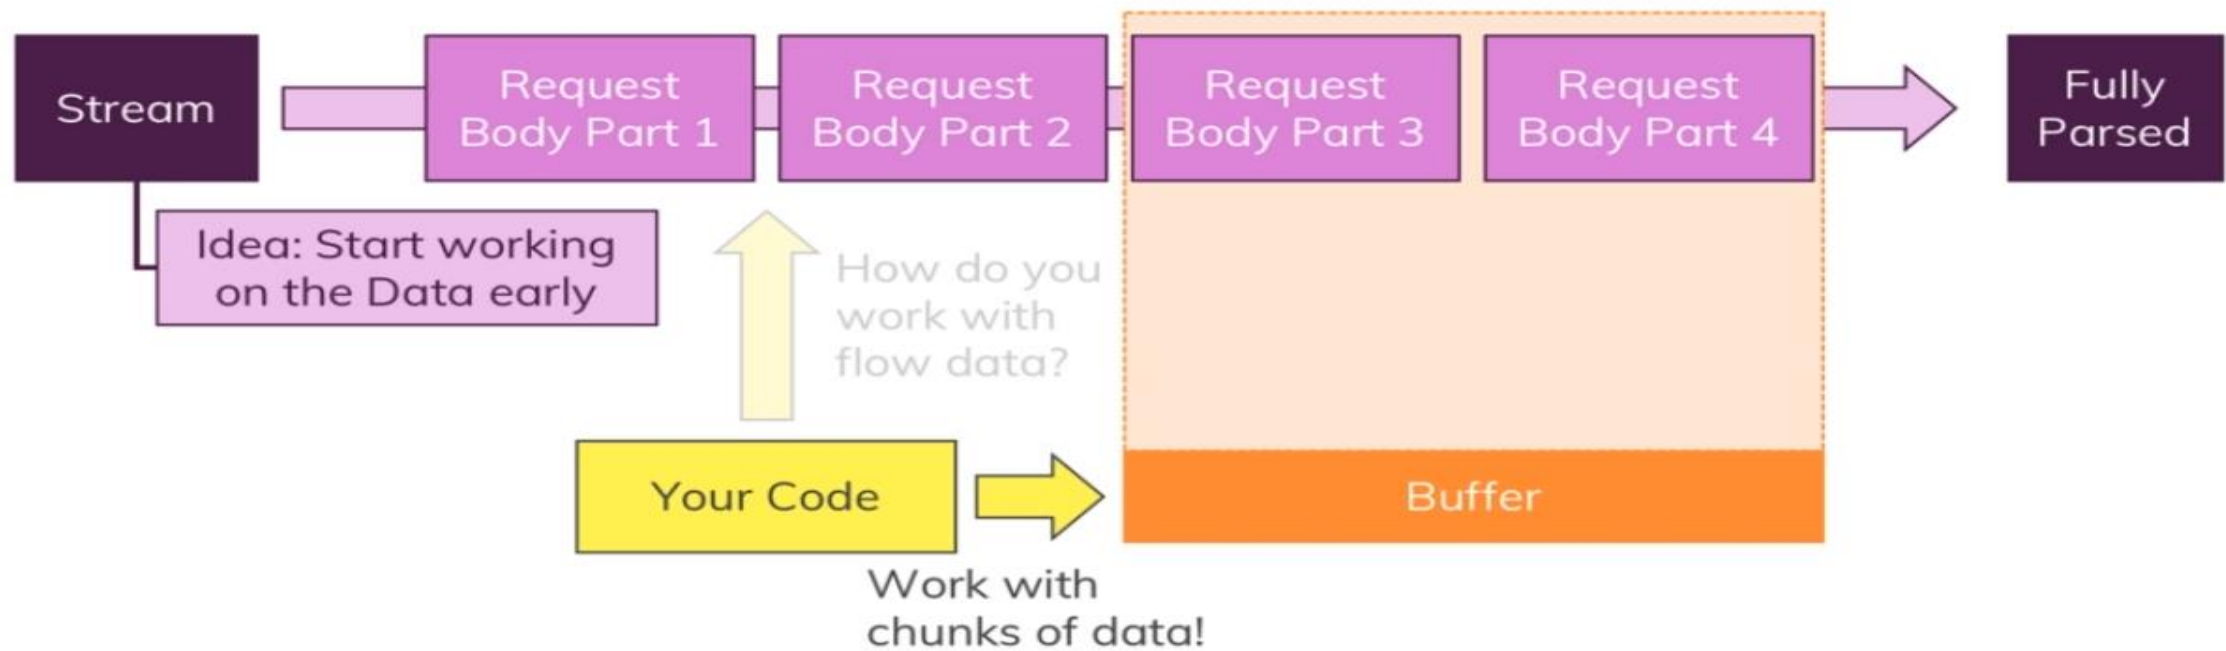 Stream
Request
Body Part 1
Request
Body Part 2
Request
Body Part 3
Request
Body Part 4
Fully
Parsed
Idea: Start working
on the Data early
How do you
work with
flow data?
Your Code
Buffer
Work with
chunks of data!